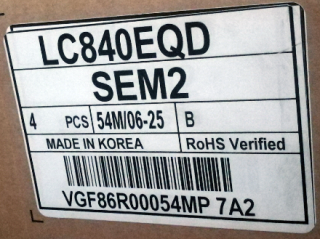 LC840EQD
SEM2
4 PCS 54M/06-25 B
MADE IN KOREA RoHS Verified
VGF86R00054MP 7A2